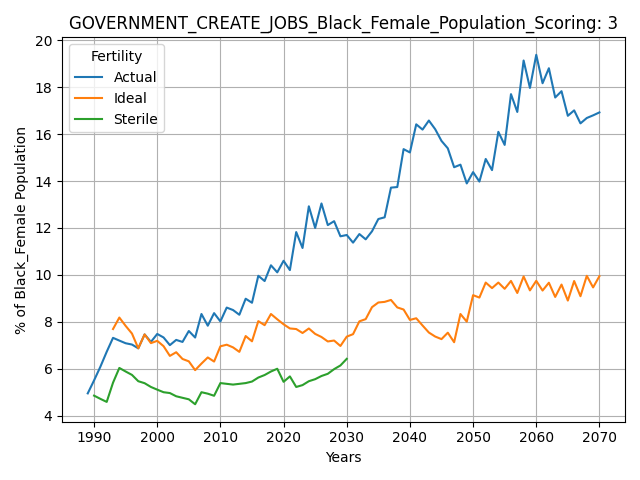 GOVERNMENT_CREATE_JOBS_Black_Female_Population_Scoring: 3
Fertility
Actual
Ideal
Sterile
% of Black_Female Population
20
18
16
14
12
10
8
6
4
1990 2000 2010 2020 2030 2040 2050 2060 2070
Years